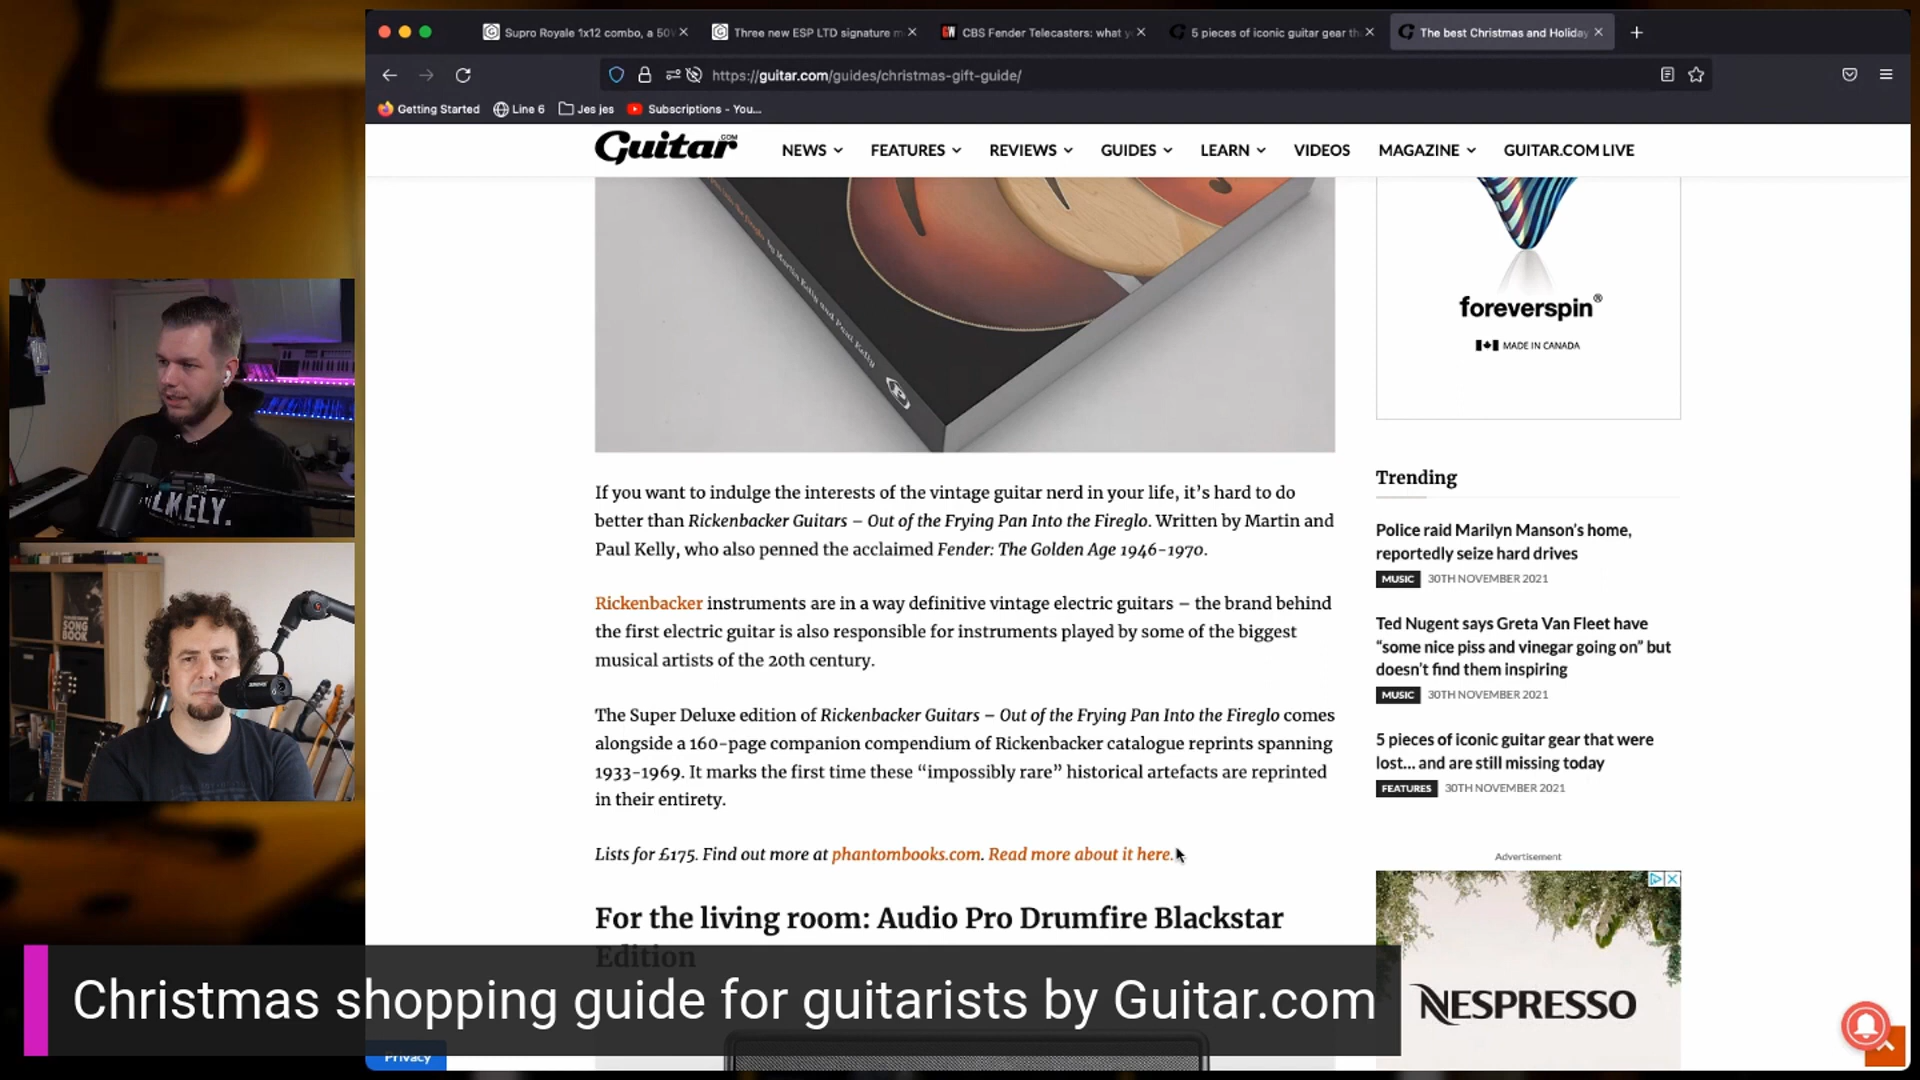 Supro Royale 1x12 combo, a 50
Three new ESP LTD signature m
CBS Fender Telecasters: what y
5 pieces of iconic guitar gear th
The best Christmas and Holiday
https://guitar.com/guides/christmas-gift-guide/
Getting Started
Line 6
Jes jes
Subscriptions - You...
Guitar.COM
NEWS
FEATURES
REVIEWS
GUIDES
LEARN
VIDEOS
MAGAZINE
GUITAR.COM LIVE
by Martin Kelly and Paul Kelly
foreverspin®
MADE IN CANADA
If you want to indulge the interests of the vintage guitar nerd in your life, it's hard to do
better than Rickenbacker Guitars – Out of the Frying Pan Into the Fireglo. Written by Martin and
Paul Kelly, who also penned the acclaimed Fender: The Golden Age 1946-1970.
Rickenbacker instruments are in a way definitive vintage electric guitars – the brand behind
the first electric guitar is also responsible for instruments played by some of the biggest
musical artists of the 20th century.
The Super Deluxe edition of Rickenbacker Guitars – Out of the Frying Pan Into the Fireglo comes
alongside a 160-page companion compendium of Rickenbacker catalogue reprints spanning
1933-1969. It marks the first time these “impossibly rare” historical artefacts are reprinted
in their entirety.
Lists for £175. Find out more at phantombooks.com. Read more about it here.
For the living room: Audio Pro Drumfire Blackstar
Edition
Trending
Police raid Marilyn Manson's home,
reportedly seize hard drives
MUSIC 30TH NOVEMBER 2021
Ted Nugent says Greta Van Fleet have
“some nice piss and vinegar going on” but
doesn't find them inspiring
MUSIC 30TH NOVEMBER 2021
5 pieces of iconic guitar gear that were
lost... and are still missing today
FEATURES 30TH NOVEMBER 2021
Advertisement
NESPRESSO
SONG
BOOK
Christmas shopping guide for guitarists by Guitar.com
Privacy